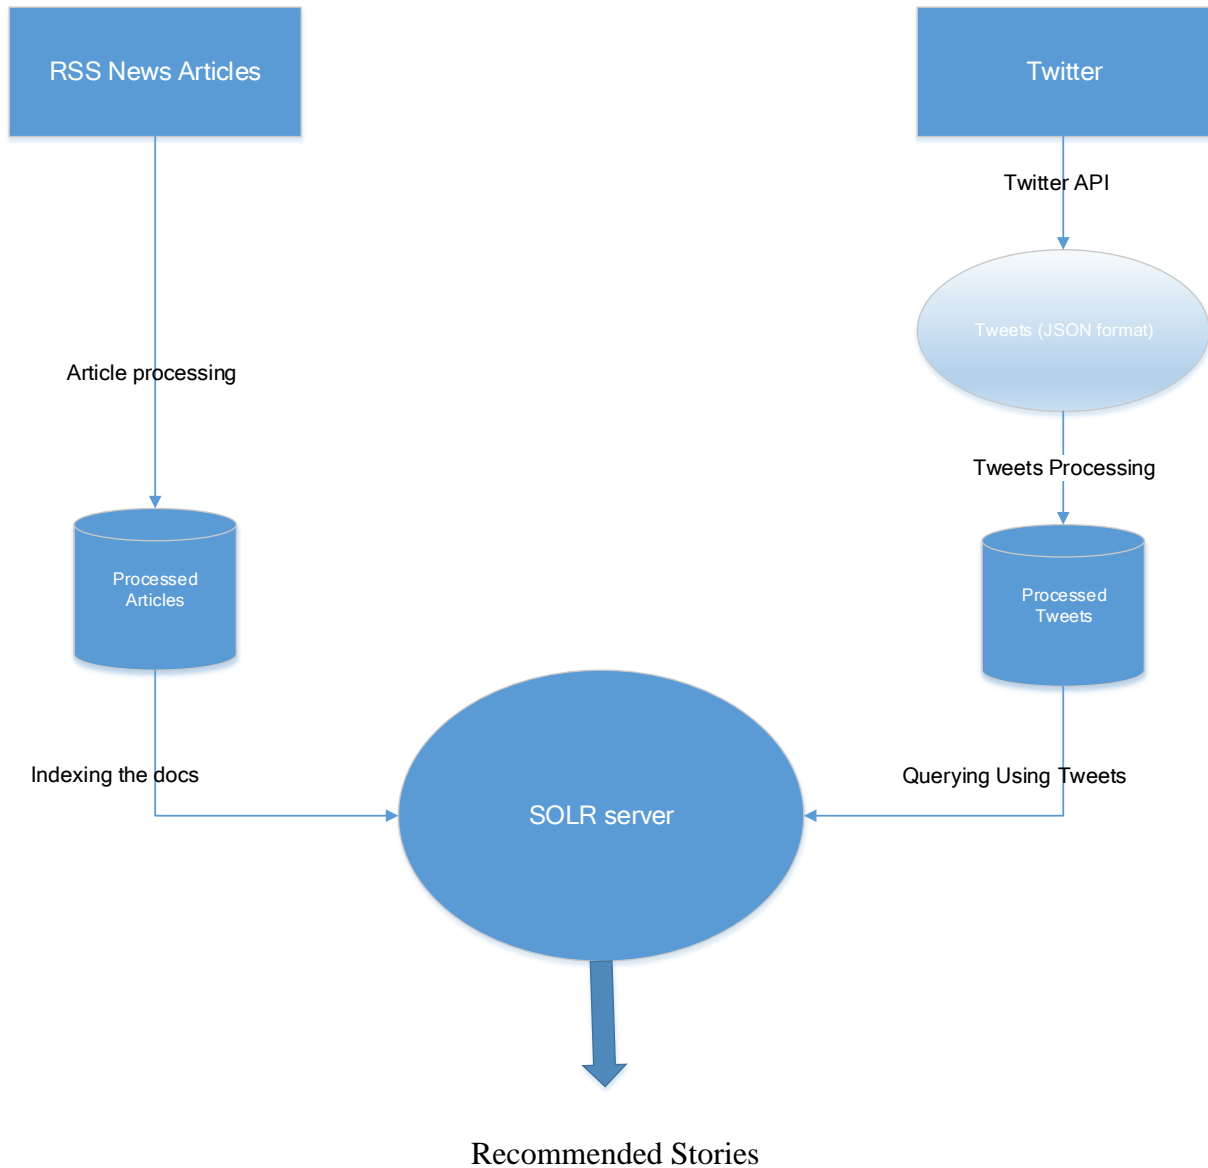 RSS News Articles
Twitter
Twitter API
Tweets (JSON format)
Article processing
Tweets Processing
Processed
Articles
Processed
Tweets
Indexing the docs
Querying Using Tweets
SOLR server
Recommended Stories